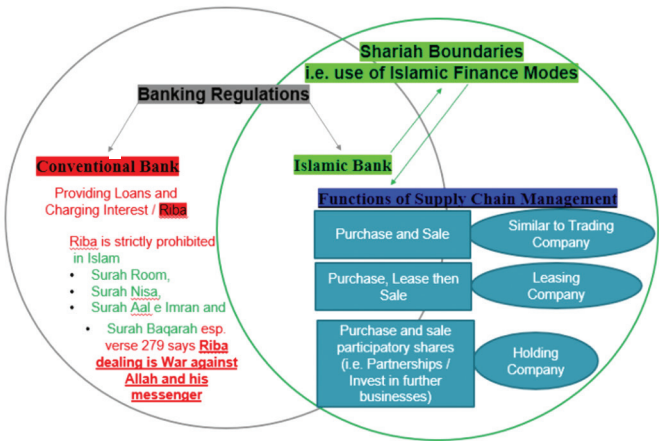 Shariah Boundaries
i.e. use of Islamic Finance Modes
Banking Regulations
Conventional Bank
Providing Loans and
Charging Interest / Riba
Riba is strictly prohibited
in Islam
• Surah Room,
• Surah Nisa,
• Surah Aal e Imran and
• Surah Baqarah esp.
verse 279 says Riba
dealing is War against
Allah and his
messenger
Islamic Bank
Functions of Supply Chain Management
Purchase and Sale
Similar to Trading
Company
Purchase, Lease then
Sale
Leasing
Company
Purchase and sale
participatory shares
(i.e. Partnerships /
Invest in further
businesses)
Holding
Company